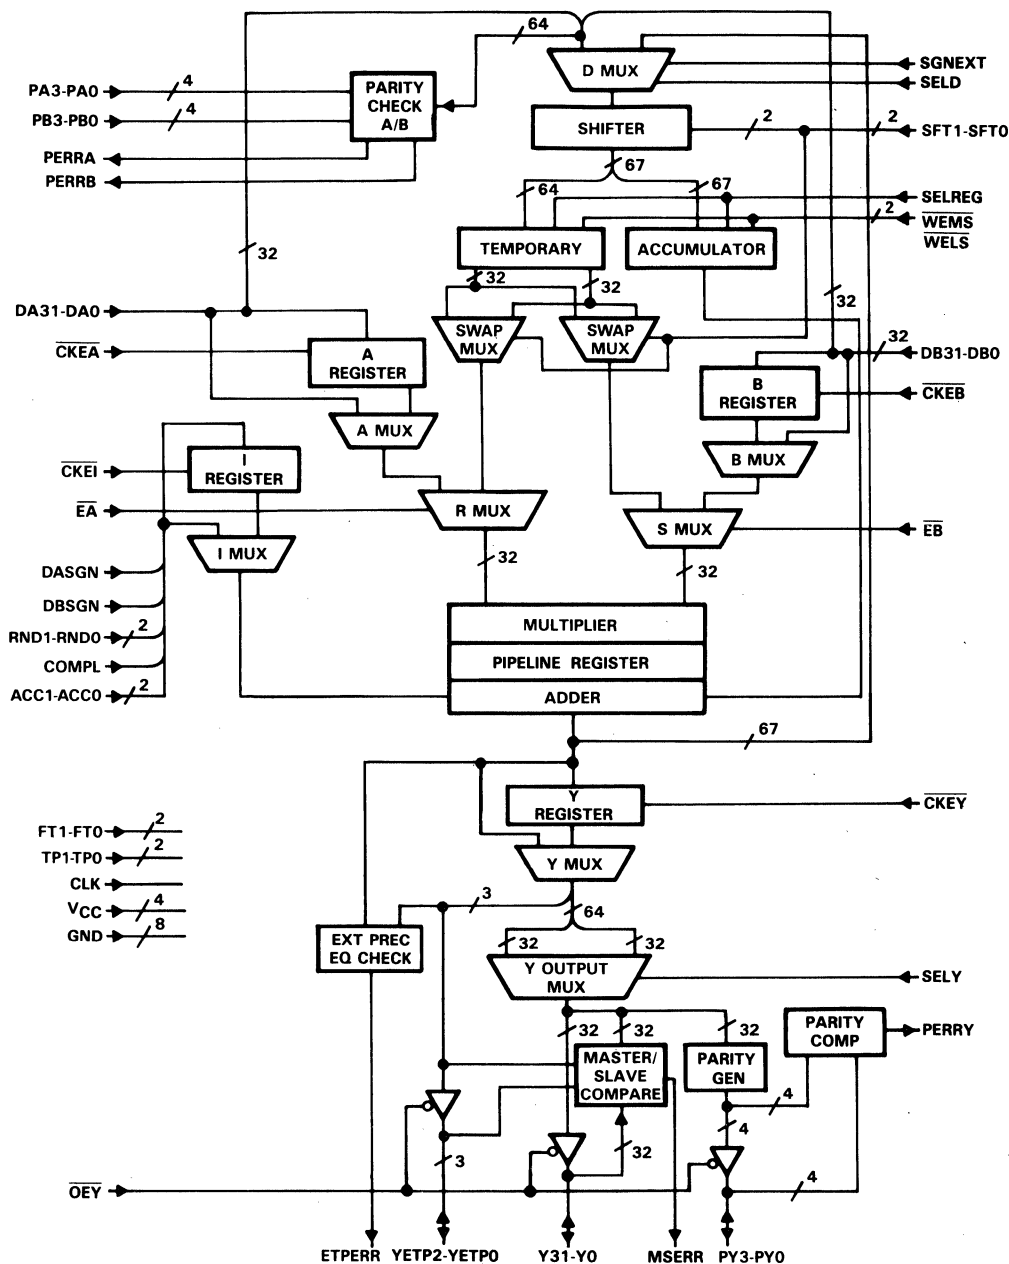 64
D MUX
SGNEXT
SELD
PA3-PA0
4
PARITY
CHECK
A/B
PB3-PB0
4
SHIFTER
2
2
SFT1-SFT0
PERRA
PERRB
67
64
67
SELREG
2
WEMS
WELS
TEMPORARY
ACCUMULATOR
32
32
32
32
DA31-DA0
SWAP
MUX
SWAP
MUX
CKEA
A
REGISTER
32
DB31-DB0
B
REGISTER
CKEB
A MUX
B MUX
CKEI
I
REGISTER
EA
R MUX
S MUX
EB
I MUX
32
32
DASGN
DBSGN
RND1-RND0
2
COMPL
ACC1-ACC0
2
MULTIPLIER
PIPELINE REGISTER
ADDER
67
Y
REGISTER
CKEY
FT1-FT0
2
TP1-TP0
2
CLK
VCC
4
GND
8
Y MUX
3
64
EXT PREC
EQ CHECK
32
32
Y OUTPUT
MUX
SELY
32
32
32
PARITY
COMP
PERRY
MASTER/
SLAVE
COMPARE
PARITY
GEN
4
4
3
32
OEY
4
ETPERR
YETP2-YETP0
Y31-Y0
MSERR
PY3-PY0